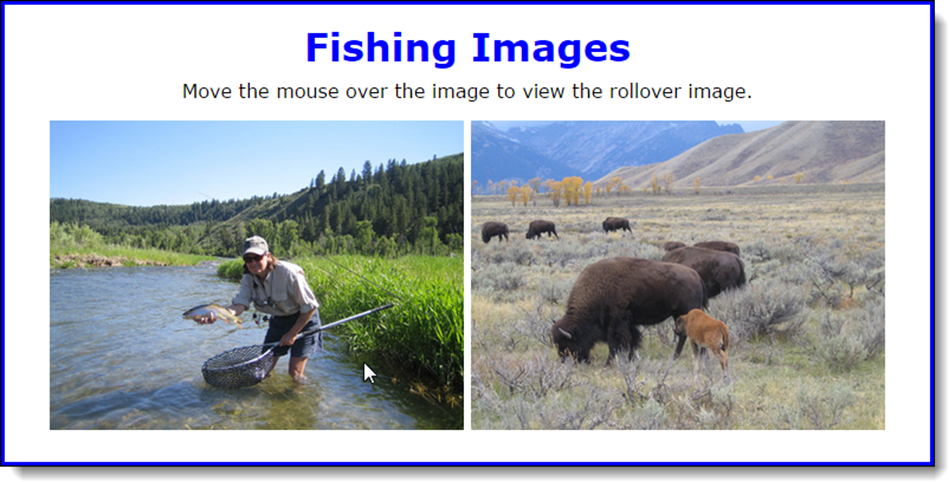 Fishing Images
Move the mouse over the image to view the rollover image.